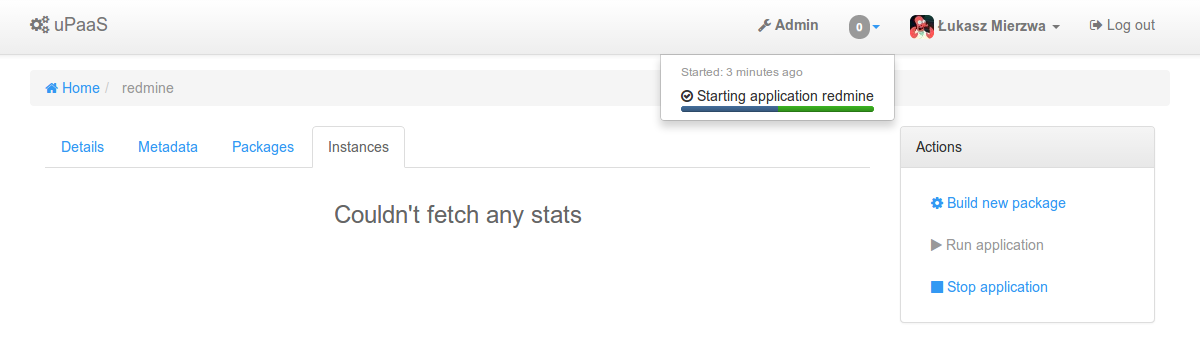 uPaaS
Admin
0
Łukasz Mierzwa
Log out
Started: 3 minutes ago
Starting application redmine
Home / redmine
Details
Metadata
Packages
Instances
Couldn't fetch any stats
Actions
Build new package
Run application
Stop application